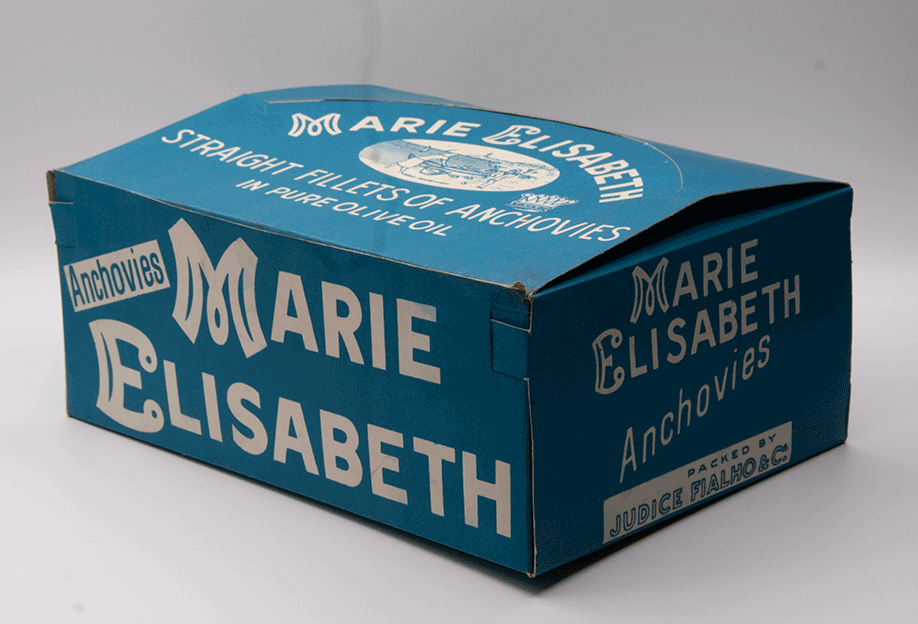 MARIE ELISABETH
STRAIGHT FILLETS OF ANCHOVIES
IN PURE OLIVE OIL
Anchovies
MARIE
ELISABETH
MARIE
ELISABETH
Anchovies
PACKED BY
JUDICE FIALHO & Cº